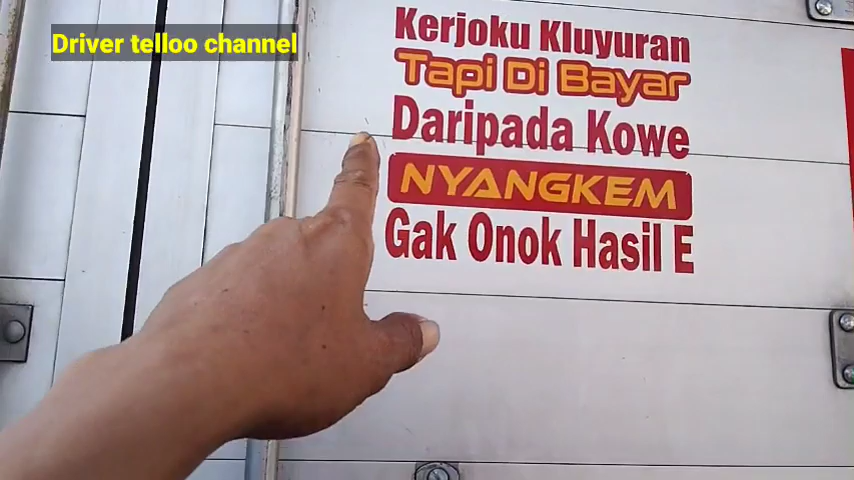 Driver telloo channel
Kerjoku Kluyuran
Tapi Di Bayar
Daripada Kowe
NYANGKEM
Gak Onok Hasil E